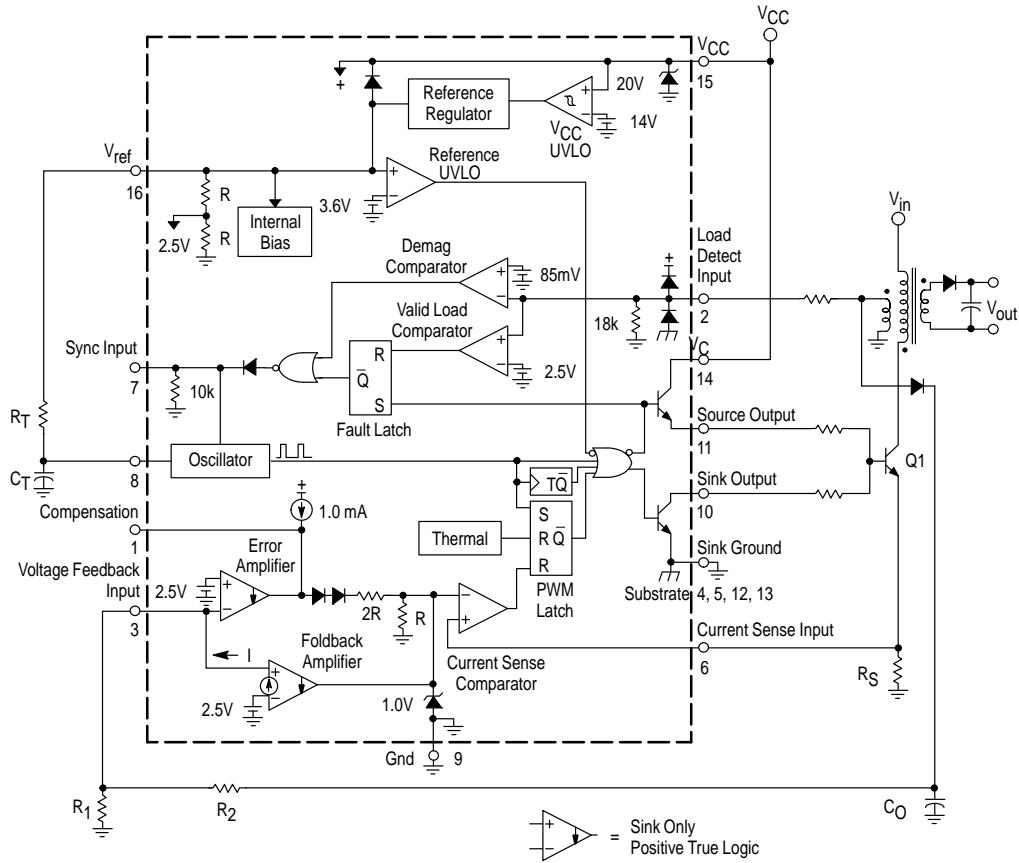 VCC
VCC
15
+
20V
Reference
Regulator
+
−
14V
VCC
UVLO
Vref
16
R
R
2.5V
Internal
Bias
3.6V
+
−
Reference
UVLO
Vin
Vout
Demag
Comparator
+
−
85mV
+
Load
Detect
Input
2
18k
Valid Load
Comparator
+
−
2.5V
VC
14
Sync Input
7
10k
R
Q
S
Fault Latch
Source Output
11
RT
CT
8
Oscillator
TQ
Q1
Sink Output
10
+
1.0 mA
Compensation
1
S
R Q
R
PWM
Latch
Thermal
Sink Ground
Substrate 4, 5, 12, 13
Error
Amplifier
Voltage Feedback
Input
3
2.5V
+
−
2R
R
−
+
Current Sense
Comparator
Current Sense Input
6
RS
I
Foldback
Amplifier
+
−
2.5V
1.0V
Gnd 9
R1
R2
CO
+
−
= Sink Only
Positive True Logic